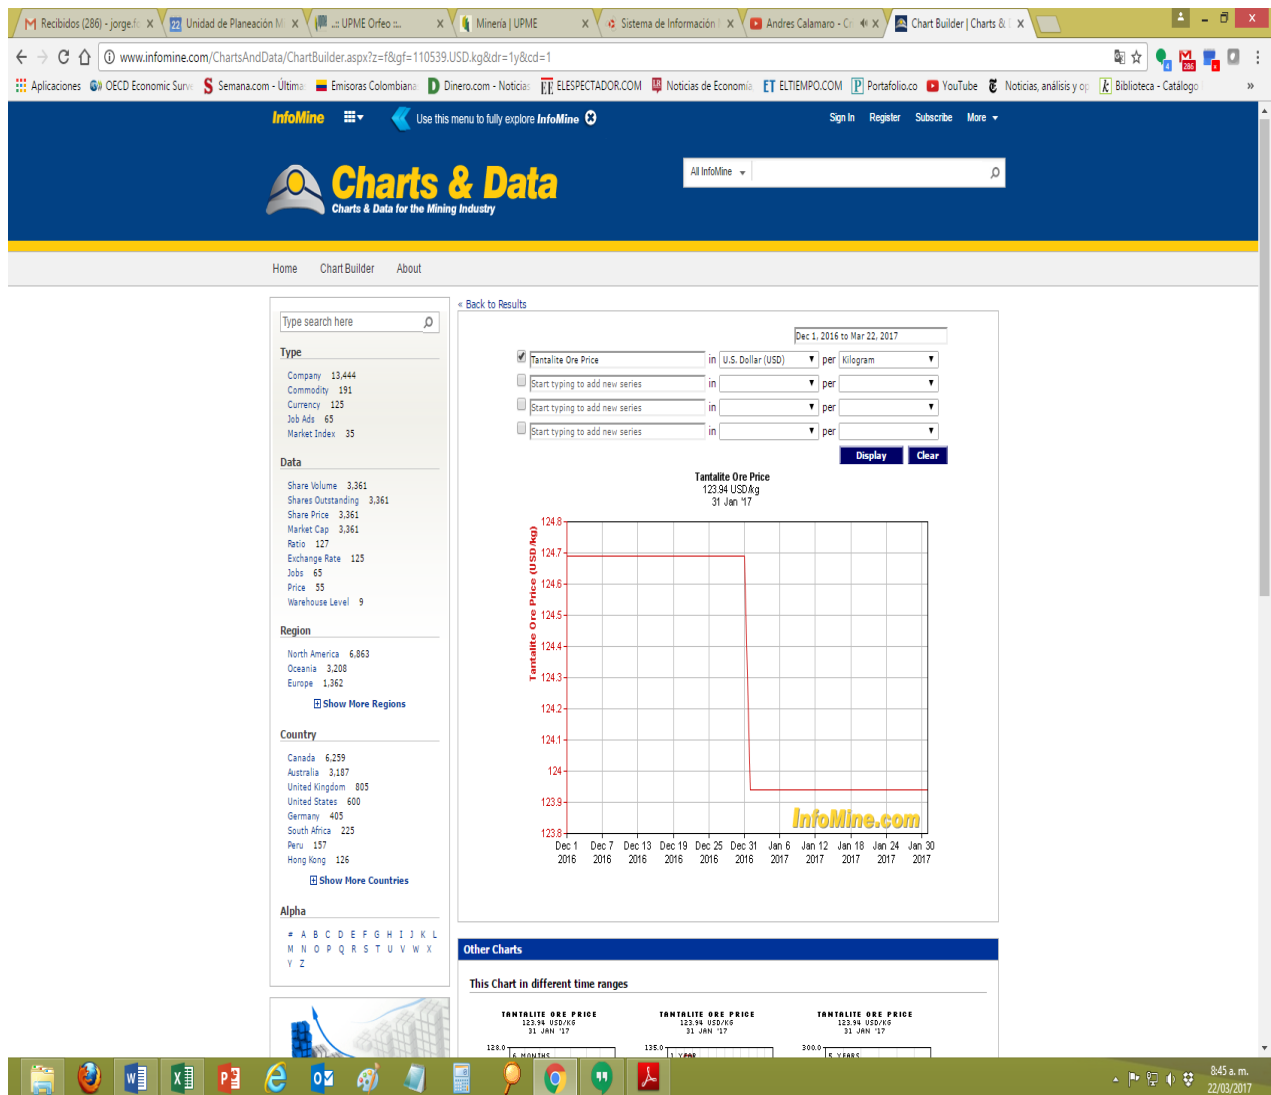 Recibidos (286) - jorge.fo
22 Unidad de Planeación M
..: UPME Orfeo ::..
Minería | UPME
Sistema de Información
Andres Calamaro - Cr
Chart Builder | Charts &
www.infomine.com/ChartsAndData/ChartBuilder.aspx?z=f&gf=110539.USD.kg&dr=1y&cd=1
Aplicaciones
OECD Economic Surve
Semana.com - Últimas
Emisoras Colombiana
Dinero.com - Noticias
EE ELESPECTADOR.COM
Noticias de Economía
ET ELTIEMPO.COM
P Portafolio.co
YouTube
Noticias, análisis y op
k Biblioteca - Catálogo
»
InfoMine
Use this menu to fully explore InfoMine
Sign In Register Subscribe More
Charts & Data
Charts & Data for the Mining Industry
All InfoMine
Home Chart Builder About
Type search here
Type
Company 13,444
Commodity 191
Currency 125
Job Ads 65
Market Index 35
Data
Share Volume 3,361
Shares Outstanding 3,361
Share Price 3,361
Market Cap 3,361
Ratio 127
Exchange Rate 125
Jobs 65
Price 55
Warehouse Level 9
Region
North America 6,863
Oceania 3,208
Europe 1,362
Show More Regions
Country
Canada 6,259
Australia 3,187
United Kingdom 805
United States 600
Germany 405
South Africa 225
Peru 157
Hong Kong 126
Show More Countries
Alpha
# A B C D E F G H I J K L
M N O P Q R S T U V W X
Y Z
« Back to Results
Dec 1, 2016 to Mar 22, 2017
Tantalite Ore Price in U.S. Dollar (USD) per Kilogram
Start typing to add new series in per
Start typing to add new series in per
Start typing to add new series in per
Display Clear
Tantalite Ore Price
123.94 USD/kg
31 Jan '17
Tantalite Ore Price (USD/kg)
124.8
124.7
124.6
124.5
124.4
124.3
124.2
124.1
124
123.9
123.8
InfoMine.com
Dec 1 Dec 7 Dec 13 Dec 19 Dec 25 Dec 31 Jan 6 Jan 12 Jan 18 Jan 24 Jan 30
2016 2016 2016 2016 2016 2016 2017 2017 2017 2017 2017
Other Charts
This Chart in different time ranges
TANTALITE ORE PRICE
123.94 USD/KG
31 JAN '17
128.0
6 MONTHS
TANTALITE ORE PRICE
123.94 USD/KG
31 JAN '17
135.0
1 YEAR
TANTALITE ORE PRICE
123.94 USD/KG
31 JAN '17
300.0
5 YEARS
8:45 a. m.
22/03/2017